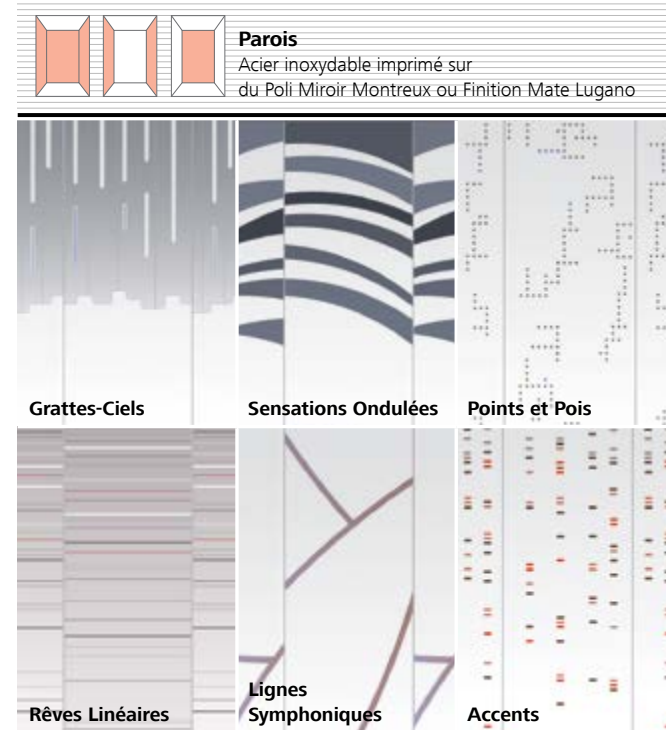 Parois
Acier inoxydable imprimé sur
du Poli Miroir Montreux ou Finition Mate Lugano
Grattes-Ciels
Sensations Ondulées
Points et Pois
Rêves Linéaires
Lignes
Symphoniques
Accents